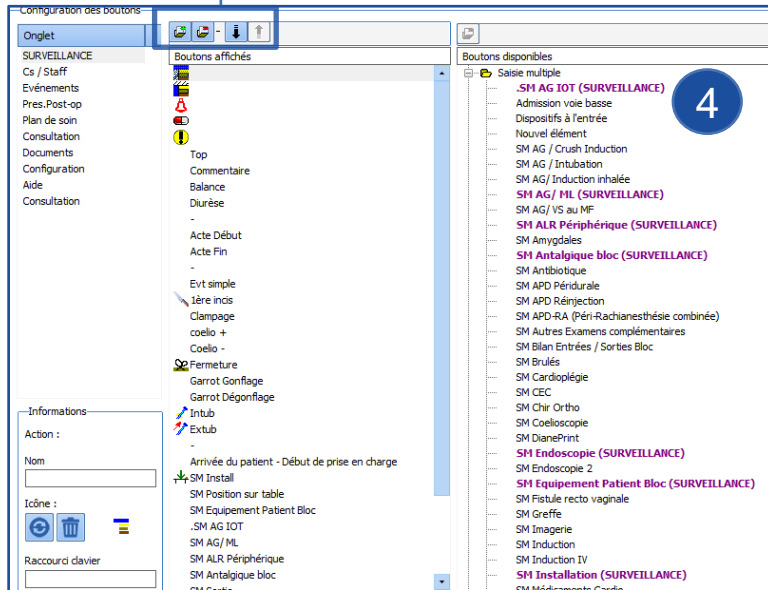 Configuration des boutons
Onglet
SURVEILLANCE
Cs / Staff
Evénements
Pres.Post-op
Plan de soin
Consultation
Documents
Configuration
Aide
Consultation
Informations
Action :
Nom
Icône :
Raccourci clavier
-
Boutons affichés
Top
Commentaire
Balance
Diurèse
-
Acte Début
Acte Fin
-
Evt simple
1ère incis
Clampage
coelio +
Coelio -
Fermeture
Garrot Gonflage
Garrot Dégonflage
Intub
Extub
-
Arrivée du patient - Début de prise en charge
SM Install
SM Position sur table
SM Equipement Patient Bloc
.SM AG IOT
SM AG/ ML
SM ALR Périphérique
SM Antalgique bloc
SM Sortie
Boutons disponibles
Saisie multiple
.SM AG IOT (SURVEILLANCE)
Admission voie basse
Dispositifs à l'entrée
Nouvel élément
SM AG / Crush Induction
SM AG / Intubation
SM AG/ Induction inhalée
SM AG/ ML (SURVEILLANCE)
SM AG/ VS au MF
SM ALR Périphérique (SURVEILLANCE)
SM Amygdales
SM Antalgique bloc (SURVEILLANCE)
SM Antibiotique
SM APD Péridurale
SM APD Réinjection
SM APD-RA (Péri-Rachianesthésie combinée)
SM Autres Examens complémentaires
SM Bilan Entrées / Sorties Bloc
SM Brulés
SM Cardioplégie
SM CEC
SM Chir Ortho
SM Coelioscopie
SM DianePrint
SM Endoscopie (SURVEILLANCE)
SM Endoscopie 2
SM Equipement Patient Bloc (SURVEILLANCE)
SM Fistule recto vaginale
SM Greffe
SM Imagerie
SM Induction
SM Induction IV
SM Installation (SURVEILLANCE)
SM Médicaments Cardio
4